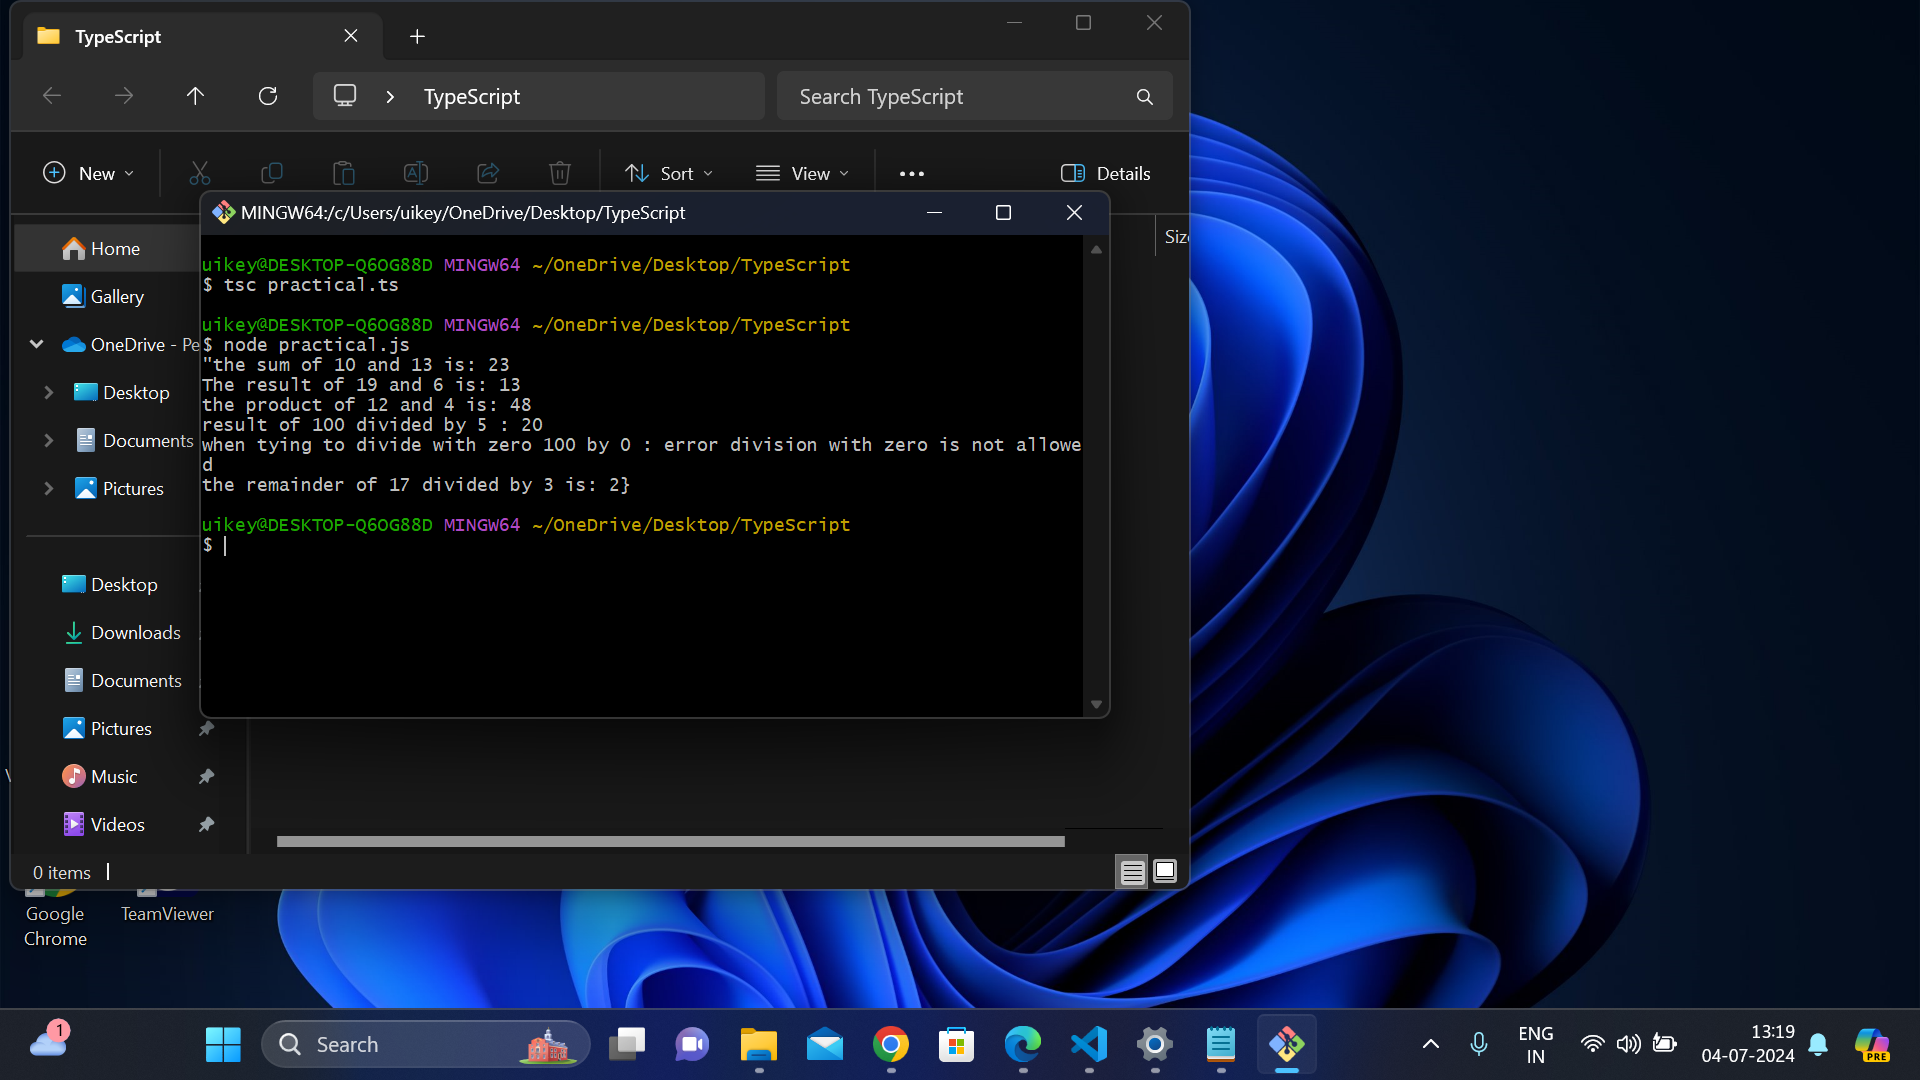 TypeScript
TypeScript
Search TypeScript
New
Sort
View
Details
MINGW64:/c/Users/uikey/OneDrive/Desktop/TypeScript
Home
Gallery
OneDrive - Pe
Desktop
Documents
Pictures
Desktop
Downloads
Documents
Pictures
Music
Videos
Size
uikey@DESKTOP-Q6OG88D MINGW64 ~/OneDrive/Desktop/TypeScript
$ tsc practical.ts
uikey@DESKTOP-Q6OG88D MINGW64 ~/OneDrive/Desktop/TypeScript
$ node practical.js
"the sum of 10 and 13 is: 23
The result of 19 and 6 is: 13
the product of 12 and 4 is: 48
result of 100 divided by 5 : 20
when tying to divide with zero 100 by 0 : error division with zero is not allowe
d
the remainder of 17 divided by 3 is: 2}
uikey@DESKTOP-Q6OG88D MINGW64 ~/OneDrive/Desktop/TypeScript
$
0 items
Google
Chrome
TeamViewer
1
Search
ENG
IN
13:19
04-07-2024
PRE